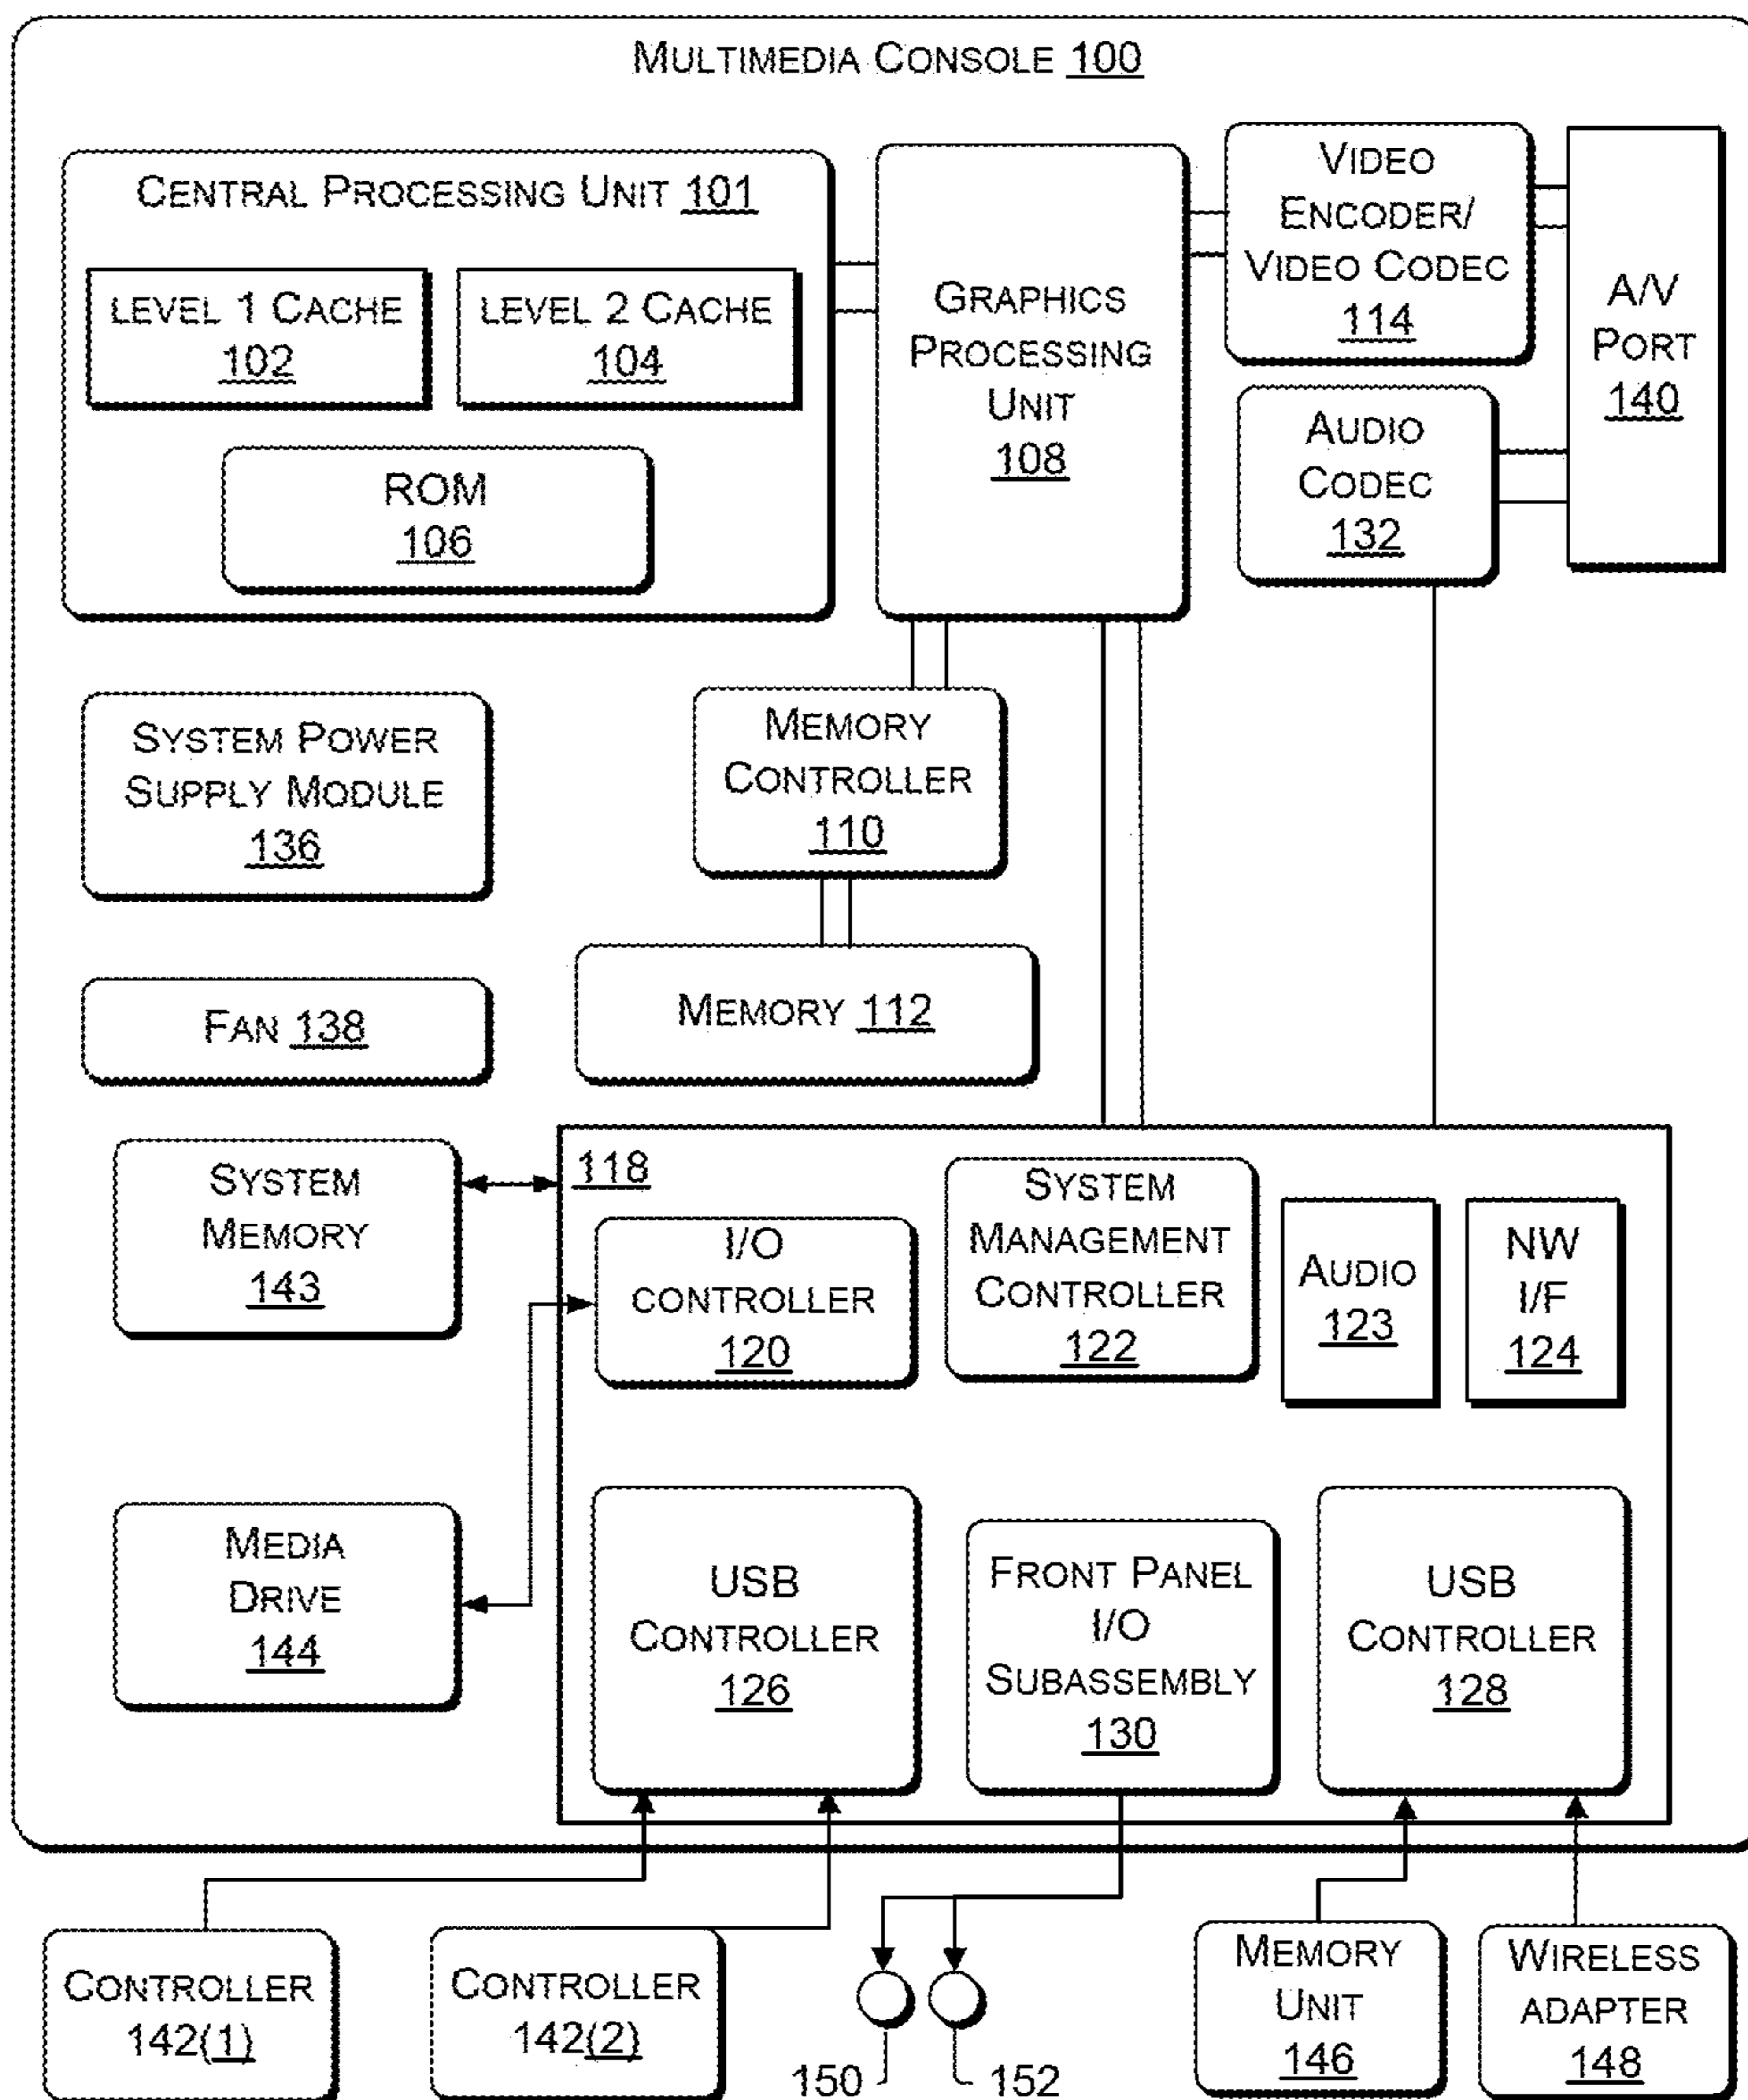 MULTIMEDIA CONSOLE 100
CENTRAL PROCESSING UNIT 101
LEVEL 1 CACHE
102
LEVEL 2 CACHE
104
ROM
106
GRAPHICS
PROCESSING
UNIT
108
VIDEO
ENCODER/
VIDEO CODEC
114
AUDIO
CODEC
132
A/V
PORT
140
SYSTEM POWER
SUPPLY MODULE
136
MEMORY
CONTROLLER
110
FAN 138
MEMORY 112
SYSTEM
MEMORY
143
118
I/O
CONTROLLER
120
SYSTEM
MANAGEMENT
CONTROLLER
122
AUDIO
123
NW
I/F
124
MEDIA
DRIVE
144
USB
CONTROLLER
126
FRONT PANEL
I/O
SUBASSEMBLY
130
USB
CONTROLLER
128
CONTROLLER
142(1)
CONTROLLER
142(2)
150
152
MEMORY
UNIT
146
WIRELESS
ADAPTER
148